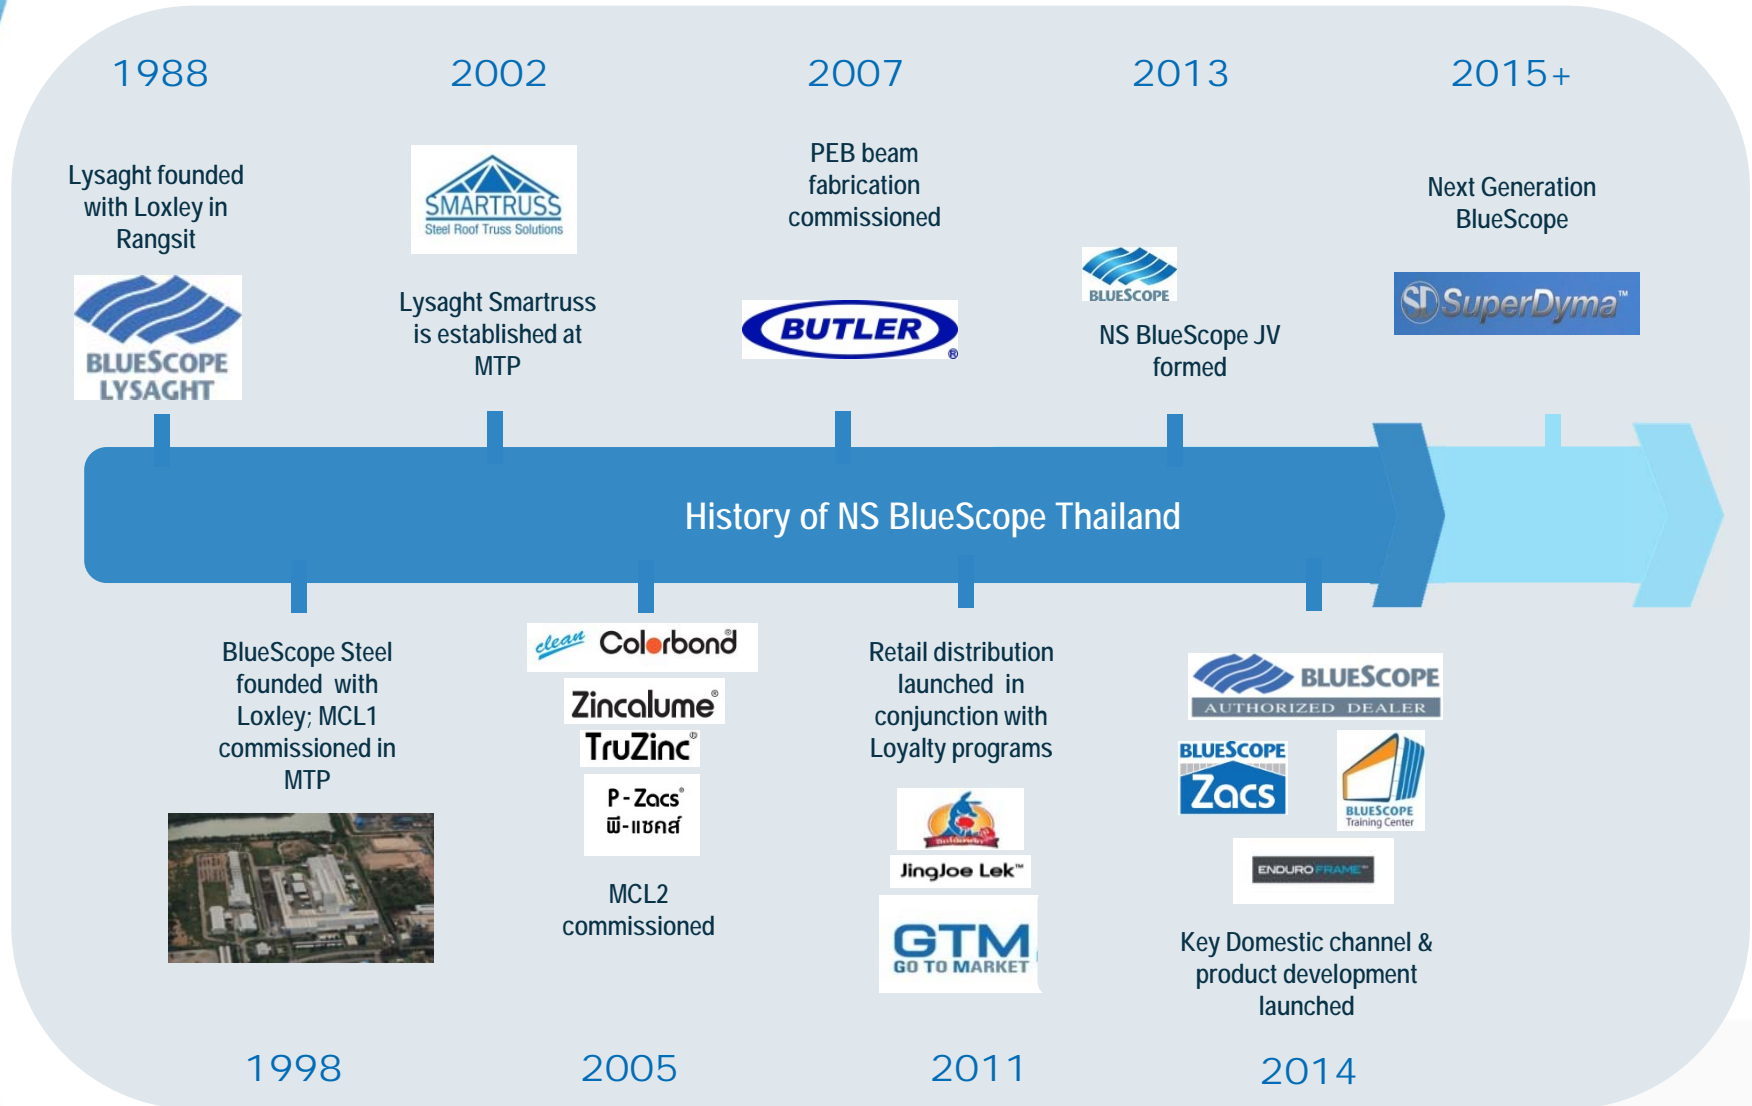 1988
2002
2007
2013
2015+
Lysaght founded
with Loxley in
Rangsit
BLUESCOPE
LYSAGHT
SMARTRUSS
Steel Roof Truss Solutions
Lysaght Smartruss
is established at
MTP
PEB beam
fabrication
commissioned
BUTLER®
BLUESCOPE
NS BlueScope JV
formed
Next Generation
BlueScope
SD SuperDyma™
History of NS BlueScope Thailand
BlueScope Steel
founded with
Loxley; MCL1
commissioned in
MTP
clean Colorbond®
Zincalume®
TruZinc®
P-Zacs®
พี-แซคส์
MCL2
commissioned
Retail distribution
launched in
conjunction with
Loyalty programs
JingJoe Lek™
GTM
GO TO MARKET
BLUESCOPE
AUTHORIZED DEALER
BLUESCOPE
Zacs
BLUESCOPE
Training Center
ENDUROFRAME™
Key Domestic channel &
product development
launched
1998
2005
2011
2014